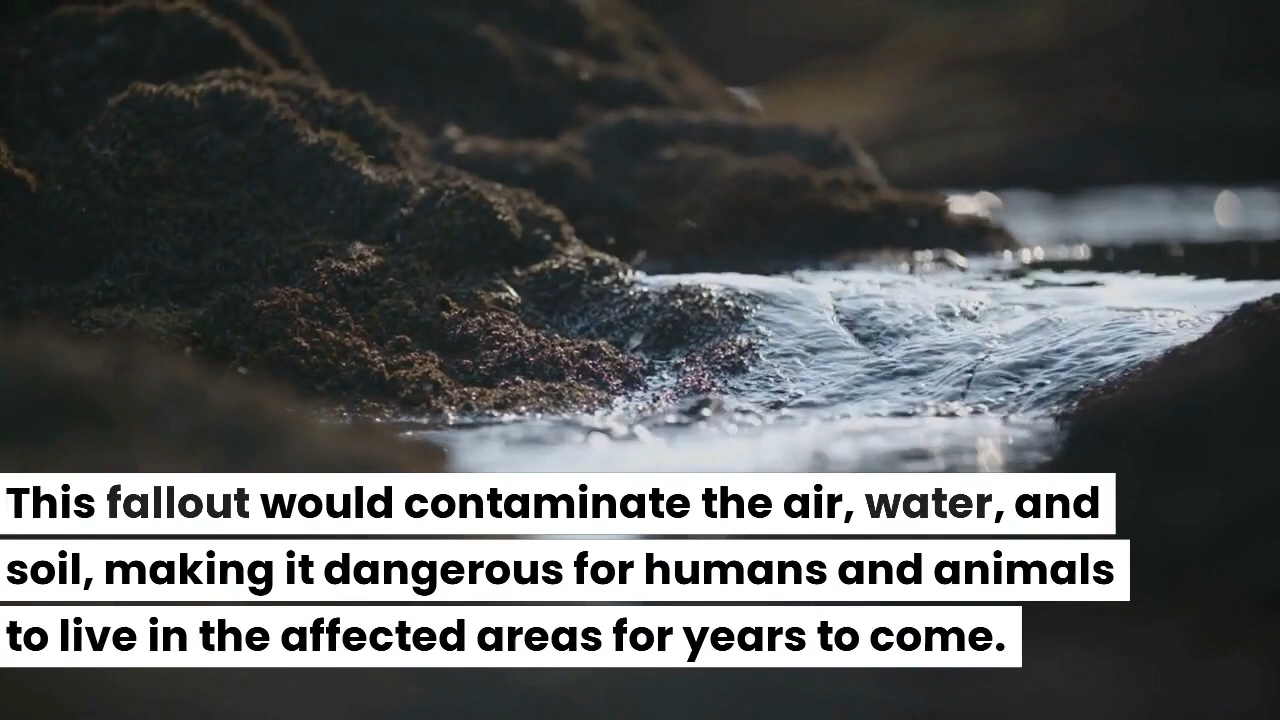 This fallout would contaminate the air, water, and
soil, making it dangerous for humans and animals
to live in the affected areas for years to come.